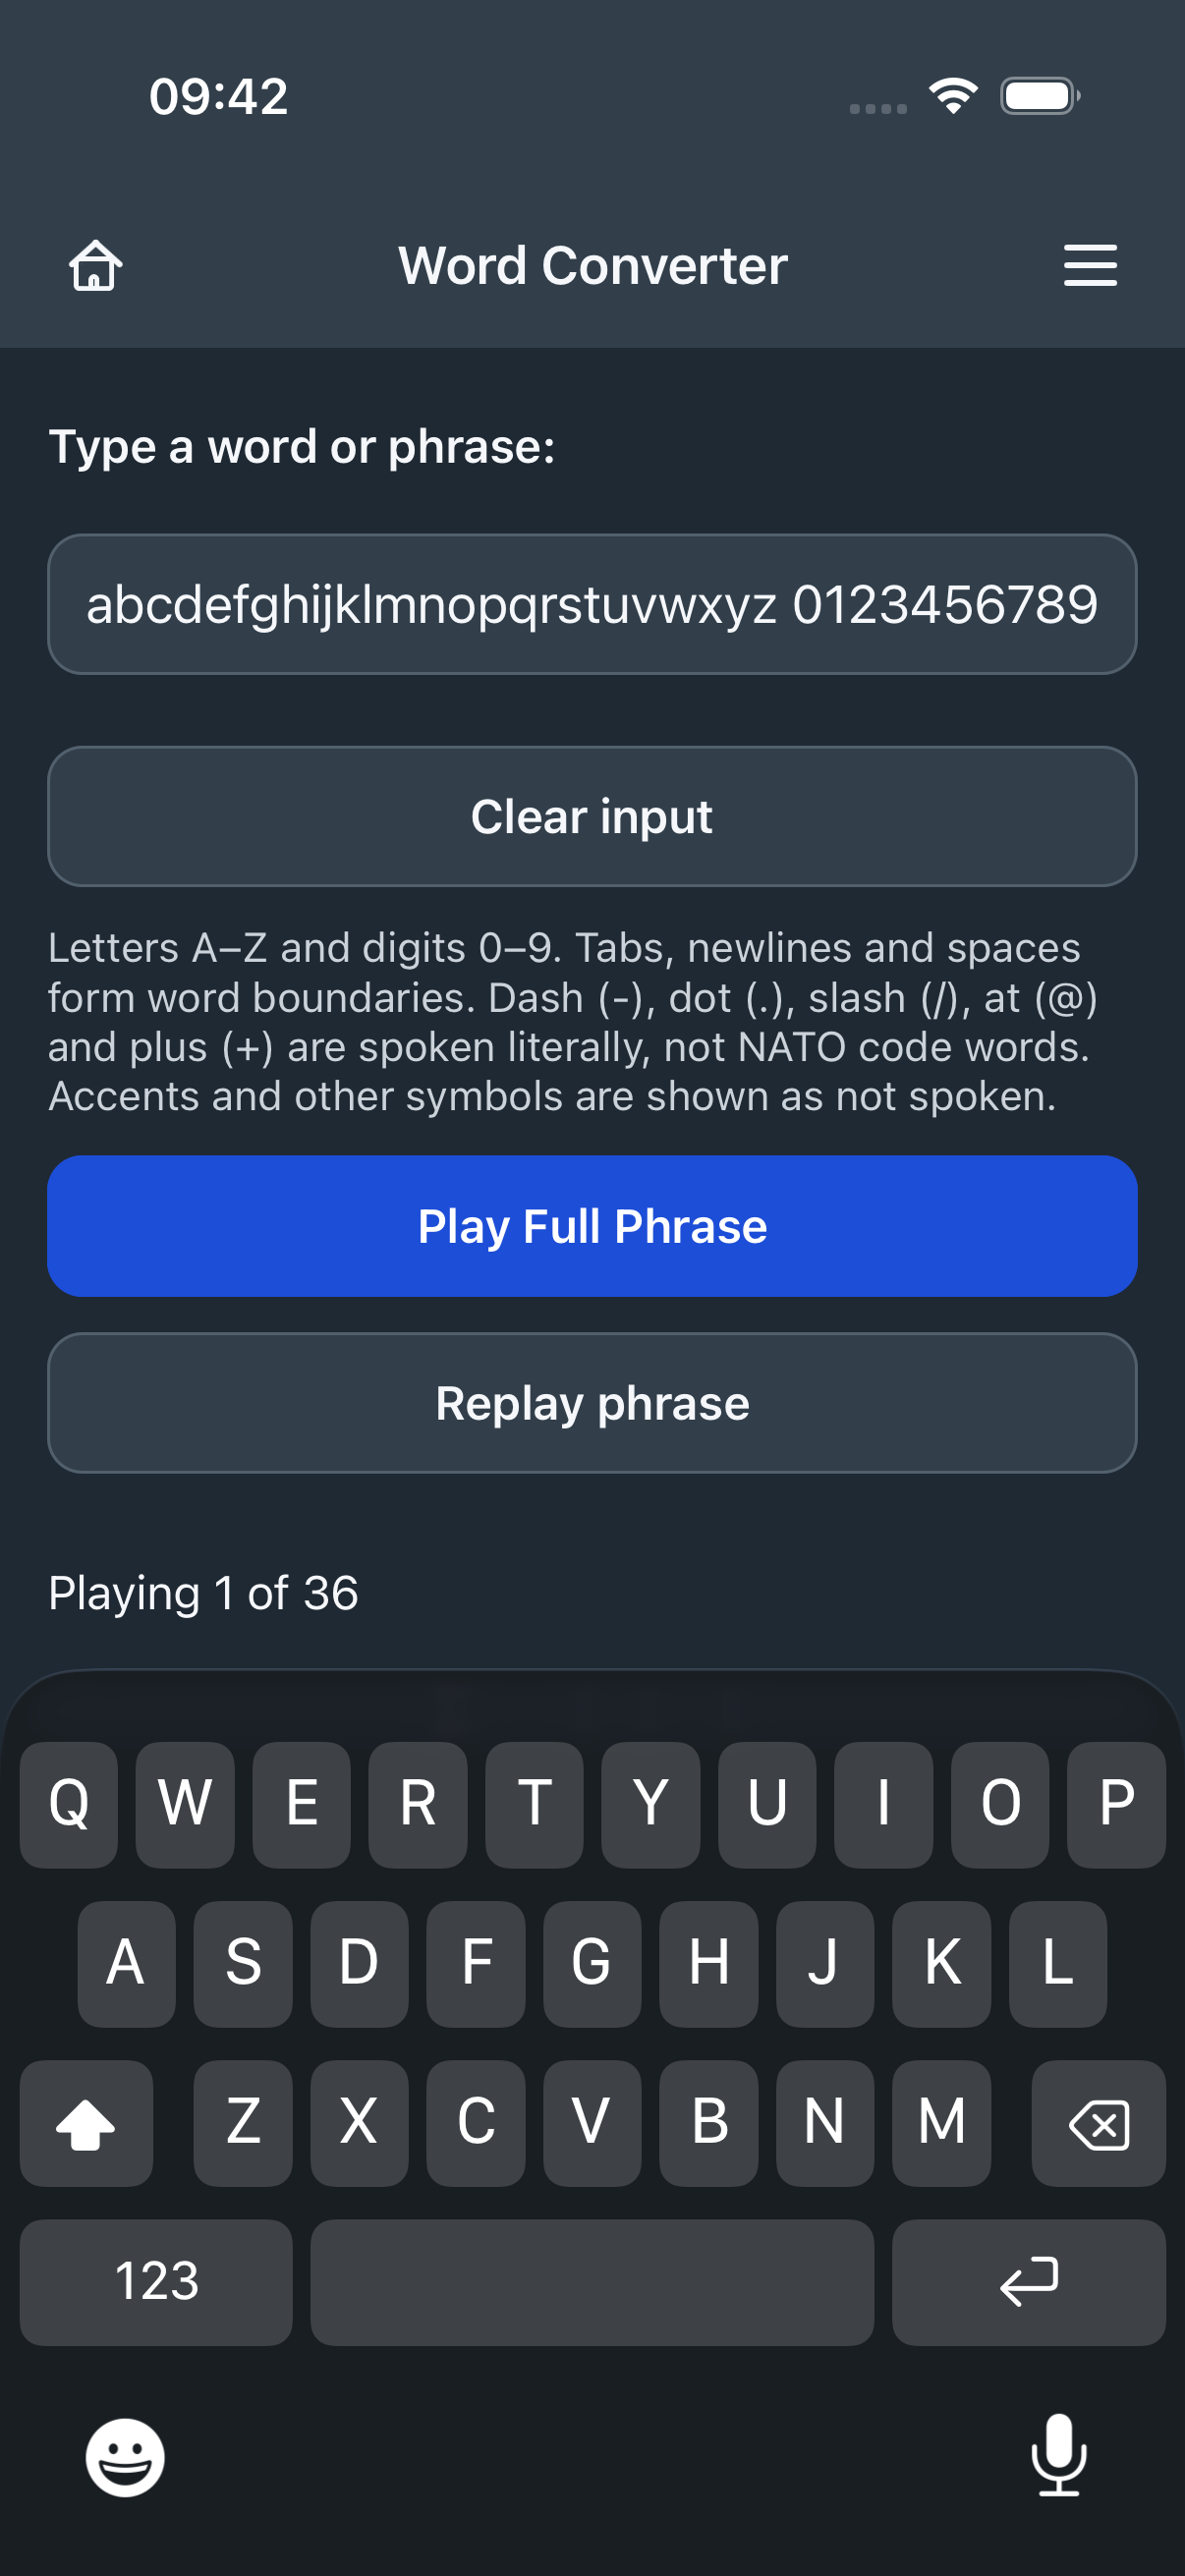 09:42
Word Converter
Type a word or phrase:
abcdefghijklmnopqrstuvwxyz 0123456789
Clear input
Letters A–Z and digits 0–9. Tabs, newlines and spaces
form word boundaries. Dash (-), dot (.), slash (/), at (@)
and plus (+) are spoken literally, not NATO code words.
Accents and other symbols are shown as not spoken.
Play Full Phrase
Replay phrase
Playing 1 of 36
Q W E R T Y U I O P
A S D F G H J K L
Z X C V B N M
123